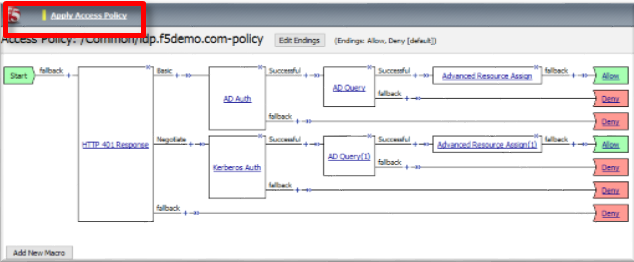 f5 Apply Access Policy
Access Policy: /Common/idp.f5demo.com-policy Edit Endings (Endings: Allow, Deny [default])
Start fallback + Basic + AD Auth Successful + AD Query Successful + Advanced Resource Assign fallback + Allow
fallback + Deny
fallback + Deny
HTTP 401 Response Negotiate + Kerberos Auth Successful + AD Query(1) Successful + Advanced Resource Assign(1) fallback + Allow
fallback + Deny
fallback + Deny
fallback + Deny
Add New Macro